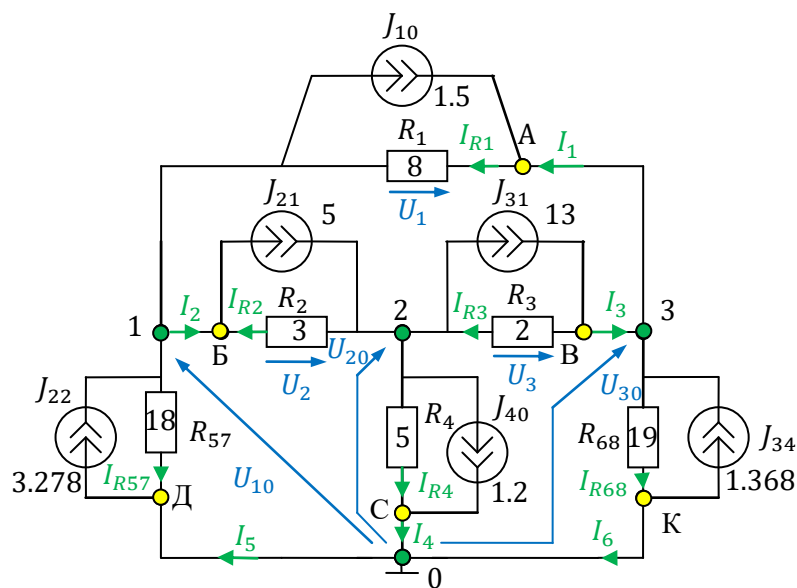 J10
1.5
R1
8
IR1
А
I1
U1
J21
5
J31
13
1
I2
IR2
R2
3
Б
U2
U20
2
IR3
R3
2
В
I3
3
U3
U30
J22
3.278
18
R57
IR57
Д
U10
R4
5
IR4
J40
1.2
С
I4
R68
19
IR68
J34
1.368
К
I5
I6
0